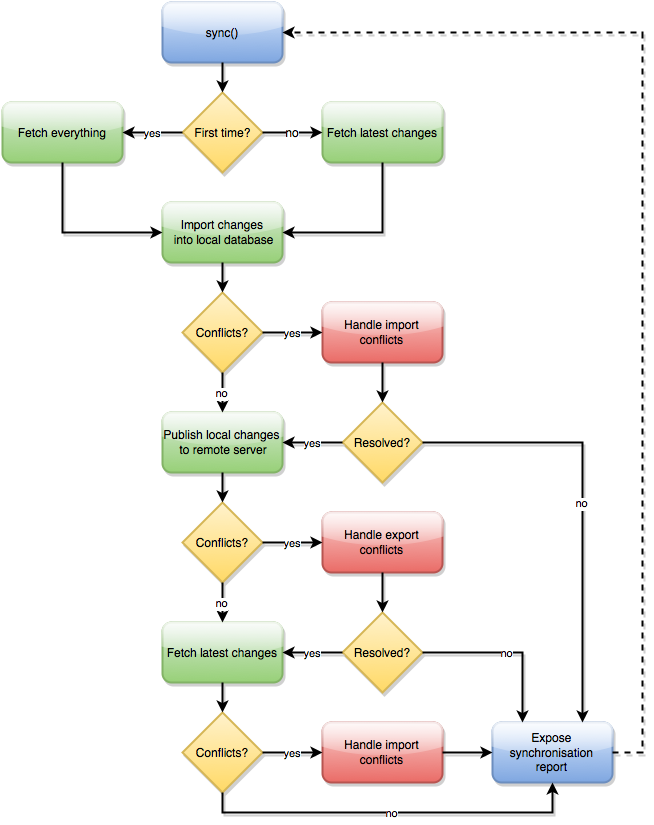 sync()
First time?
yes
no
Fetch everything
Fetch latest changes
Import changes
into local database
Conflicts?
yes
Handle import
conflicts
no
Publish local changes
to remote server
yes
Resolved?
no
Conflicts?
yes
Handle export
conflicts
no
Fetch latest changes
yes
Resolved?
no
Conflicts?
yes
Handle import
conflicts
Expose
synchronisation
report
no